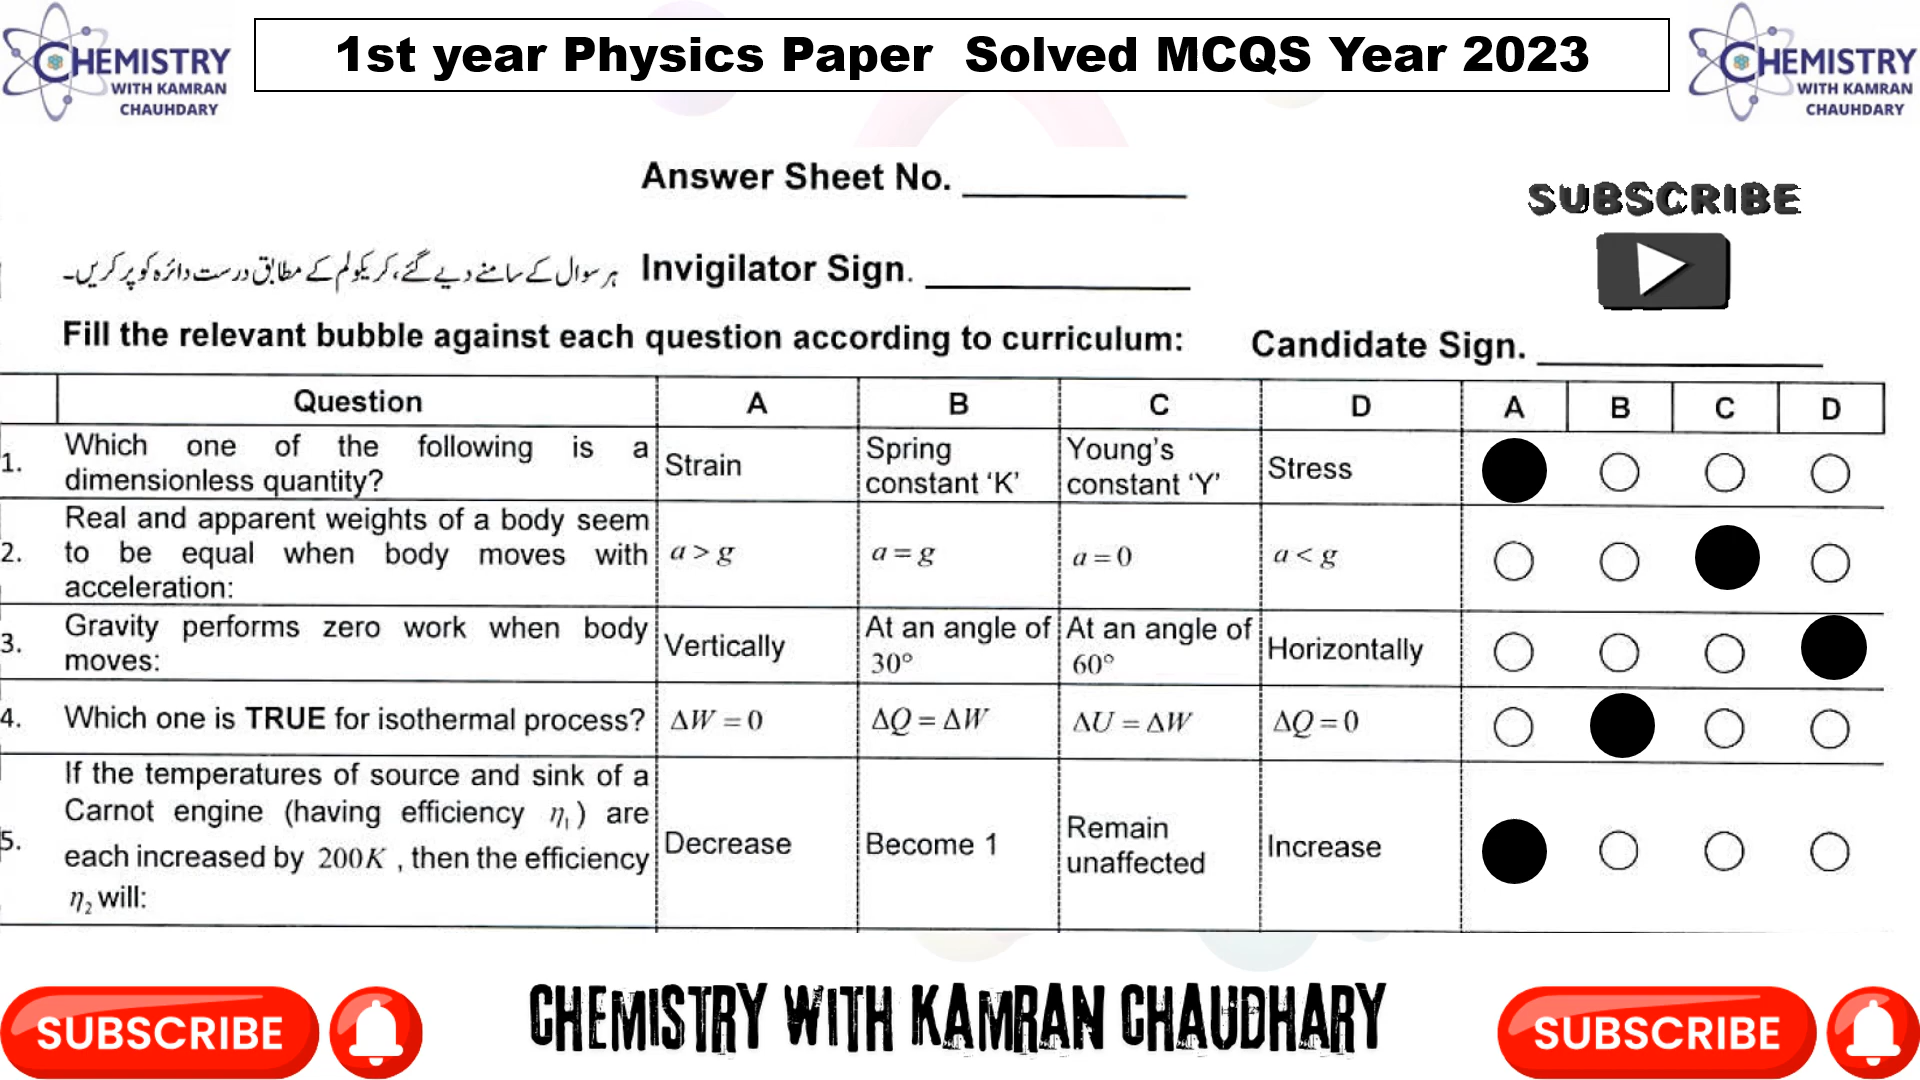 CHEMISTRY
WITH KAMRAN
CHAUHDARY
1st year Physics Paper Solved MCQS Year 2023
CHEMISTRY
WITH KAMRAN
CHAUHDARY
Answer Sheet No. ____________
SUBSCRIBE
ہر سوال کے سامنے دیے گئے، کریکولم کے مطابق درست دائرہ کو پر کریں۔
Invigilator Sign. ____________
Fill the relevant bubble against each question according to curriculum:
Candidate Sign. ____________
Question A B C D A B C D
1. Which one of the following is a
dimensionless quantity?
Strain
Spring
constant ‘K’
Young’s
constant ‘Y’
Stress
2. Real and apparent weights of a body seem
to be equal when body moves with
acceleration:
a > g
a = g
a = 0
a < g
3. Gravity performs zero work when body
moves:
Vertically
At an angle of
30°
At an angle of
60°
Horizontally
4. Which one is TRUE for isothermal process?
ΔW = 0
ΔQ = ΔW
ΔU = ΔW
ΔQ = 0
5. If the temperatures of source and sink of a
Carnot engine (having efficiency η₁) are
each increased by 200K , then the efficiency
η₂ will:
Decrease
Become 1
Remain
unaffected
Increase
SUBSCRIBE
CHEMISTRY WITH KAMRAN CHAUDHARY
SUBSCRIBE